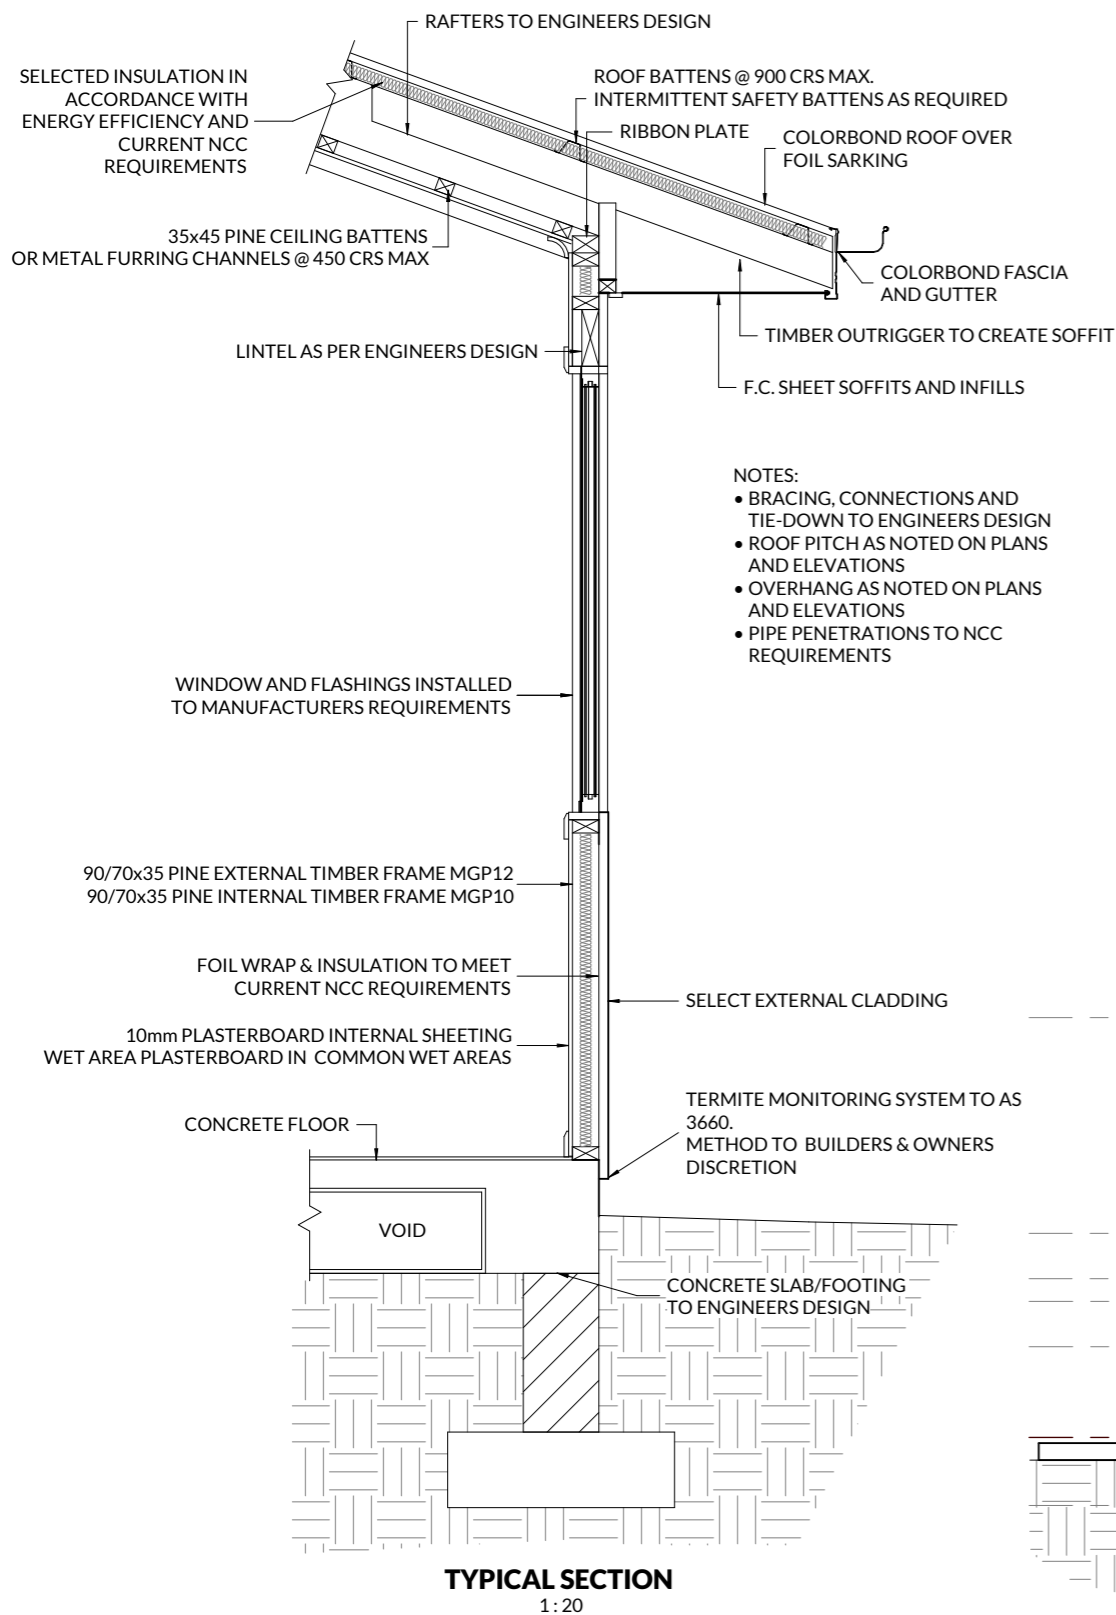 RAFTERS TO ENGINEERS DESIGN
SELECTED INSULATION IN
ACCORDANCE WITH
ENERGY EFFICIENCY AND
CURRENT NCC
REQUIREMENTS
ROOF BATTENS @ 900 CRS MAX.
INTERMITTENT SAFETY BATTENS AS REQUIRED
RIBBON PLATE
COLORBOND ROOF OVER
FOIL SARKING
35x45 PINE CEILING BATTENS
OR METAL FURRING CHANNELS @ 450 CRS MAX
COLORBOND FASCIA
AND GUTTER
TIMBER OUTRIGGER TO CREATE SOFFIT
LINTEL AS PER ENGINEERS DESIGN
F.C. SHEET SOFFITS AND INFILLS
NOTES:
• BRACING, CONNECTIONS AND
TIE-DOWN TO ENGINEERS DESIGN
• ROOF PITCH AS NOTED ON PLANS
AND ELEVATIONS
• OVERHANG AS NOTED ON PLANS
AND ELEVATIONS
• PIPE PENETRATIONS TO NCC
REQUIREMENTS
WINDOW AND FLASHINGS INSTALLED
TO MANUFACTURERS REQUIREMENTS
90/70x35 PINE EXTERNAL TIMBER FRAME MGP12
90/70x35 PINE INTERNAL TIMBER FRAME MGP10
FOIL WRAP & INSULATION TO MEET
CURRENT NCC REQUIREMENTS
SELECT EXTERNAL CLADDING
10mm PLASTERBOARD INTERNAL SHEETING
WET AREA PLASTERBOARD IN COMMON WET AREAS
TERMITE MONITORING SYSTEM TO AS
3660.
METHOD TO BUILDERS & OWNERS
DISCRETION
CONCRETE FLOOR
VOID
CONCRETE SLAB/FOOTING
TO ENGINEERS DESIGN
TYPICAL SECTION
1 : 20